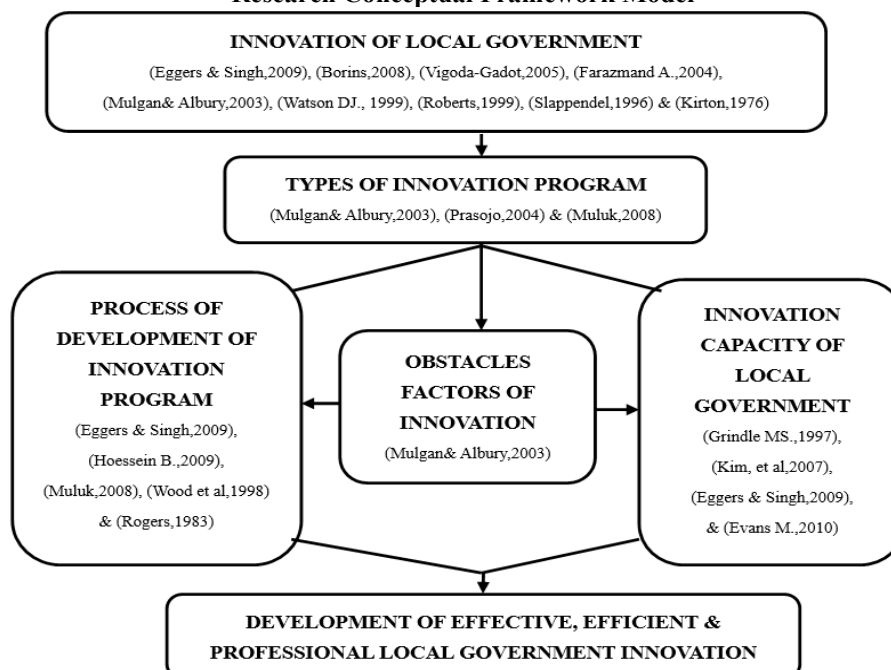 Research Conceptual Framework Model
INNOVATION OF LOCAL GOVERNMENT
(Eggers & Singh,2009), (Borins,2008), (Vigoda-Gadot,2005), (Farazmand A.,2004),
(Mulgan& Albury,2003), (Watson DJ., 1999), (Roberts,1999), (Slappendel,1996) & (Kirton,1976)
TYPES OF INNOVATION PROGRAM
(Mulgan& Albury,2003), (Prasojo,2004) & (Muluk,2008)
PROCESS OF
DEVELOPMENT OF
INNOVATION
PROGRAM
(Eggers & Singh,2009),
(Hoessein B.,2009),
(Muluk,2008), (Wood et al,1998)
& (Rogers,1983)
OBSTACLES
FACTORS OF
INNOVATION
(Mulgan& Albury,2003)
INNOVATION
CAPACITY OF
LOCAL
GOVERNMENT
(Grindle MS.,1997),
(Kim, et al,2007),
(Eggers & Singh,2009),
& (Evans M.,2010)
DEVELOPMENT OF EFFECTIVE, EFFICIENT &
PROFESSIONAL LOCAL GOVERNMENT INNOVATION